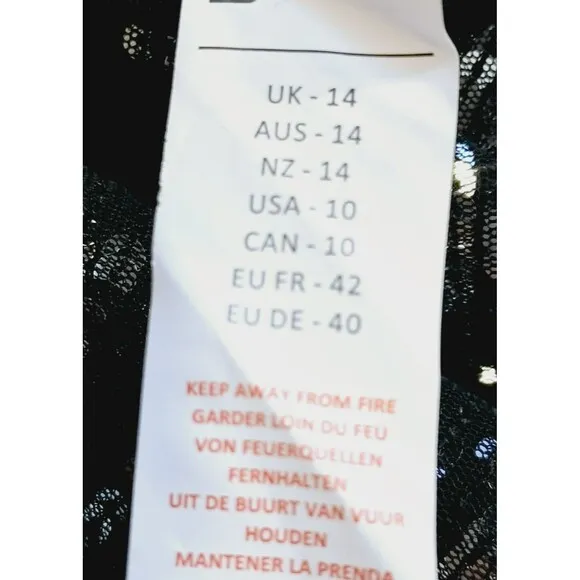 UK - 14
AUS - 14
NZ - 14
USA - 10
CAN - 10
EU FR - 42
EU DE - 40
KEEP AWAY FROM FIRE
GARDER LOIN DU FEU
VON FEUERQUELLEN
FERNHALTEN
UIT DE BUURT VAN VUUR
HOUDEN
MANTENER LA PRENDA